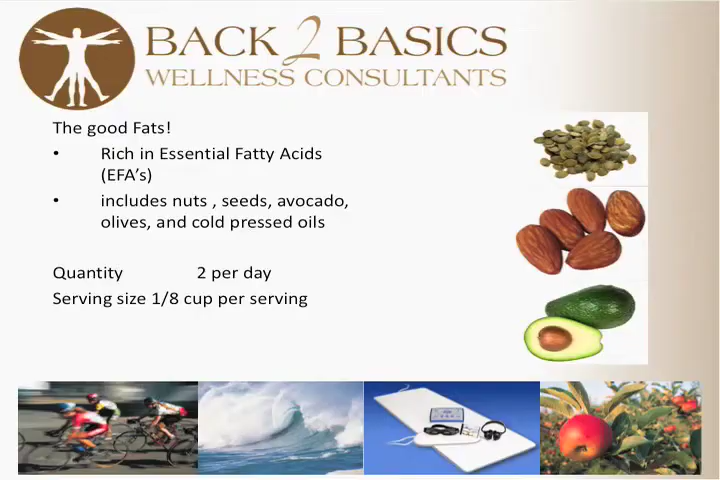 BACK 2 BASICS
WELLNESS CONSULTANTS
The good Fats!
• Rich in Essential Fatty Acids
(EFA's)
• includes nuts , seeds, avocado,
olives, and cold pressed oils
Quantity 2 per day
Serving size 1/8 cup per serving